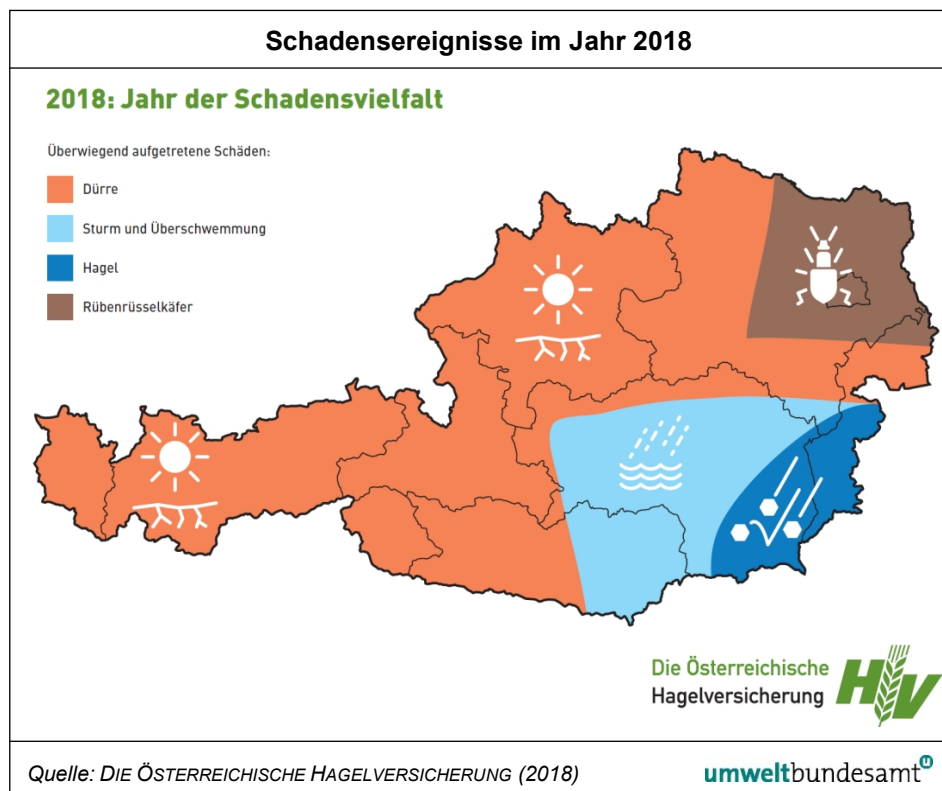 Schadensereignisse im Jahr 2018
2018: Jahr der Schadensvielfalt
Überwiegend aufgetretene Schäden:
Dürre
Sturm und Überschwemmung
Hagel
Rübenrüsselkäfer
Die Österreichische
Hagelversicherung
HV
Quelle: DIE ÖSTERREICHISCHE HAGELVERSICHERUNG (2018)
umweltbundesamt u